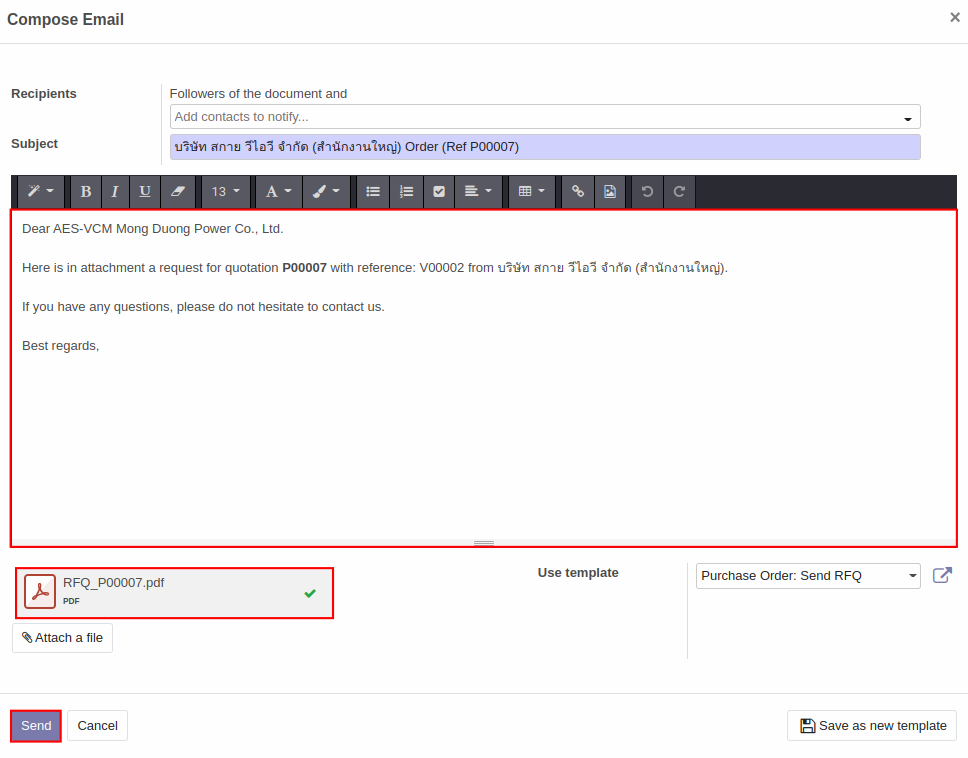 Compose Email
×
Recipients
Followers of the document and
Add contacts to notify...
Subject
บริษัท สกาย วีไอวี จำกัด (สำนักงานใหญ่) Order (Ref P00007)
B I U 13 A
Dear AES-VCM Mong Duong Power Co., Ltd.
Here is in attachment a request for quotation P00007 with reference: V00002 from บริษัท สกาย วีไอวี จำกัด (สำนักงานใหญ่).
If you have any questions, please do not hesitate to contact us.
Best regards,
RFQ_P00007.pdf
PDF
Use template
Purchase Order: Send RFQ
Attach a file
Send
Cancel
Save as new template